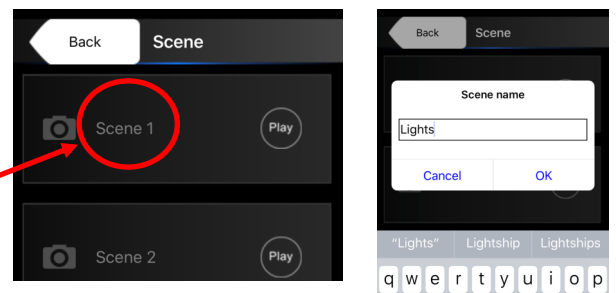 Back Scene
Scene 1 Play
Scene 2 Play
Back Scene
Scene name
Lights
Cancel OK
"Lights" Lightship Lightships
q w e r t y u i o p